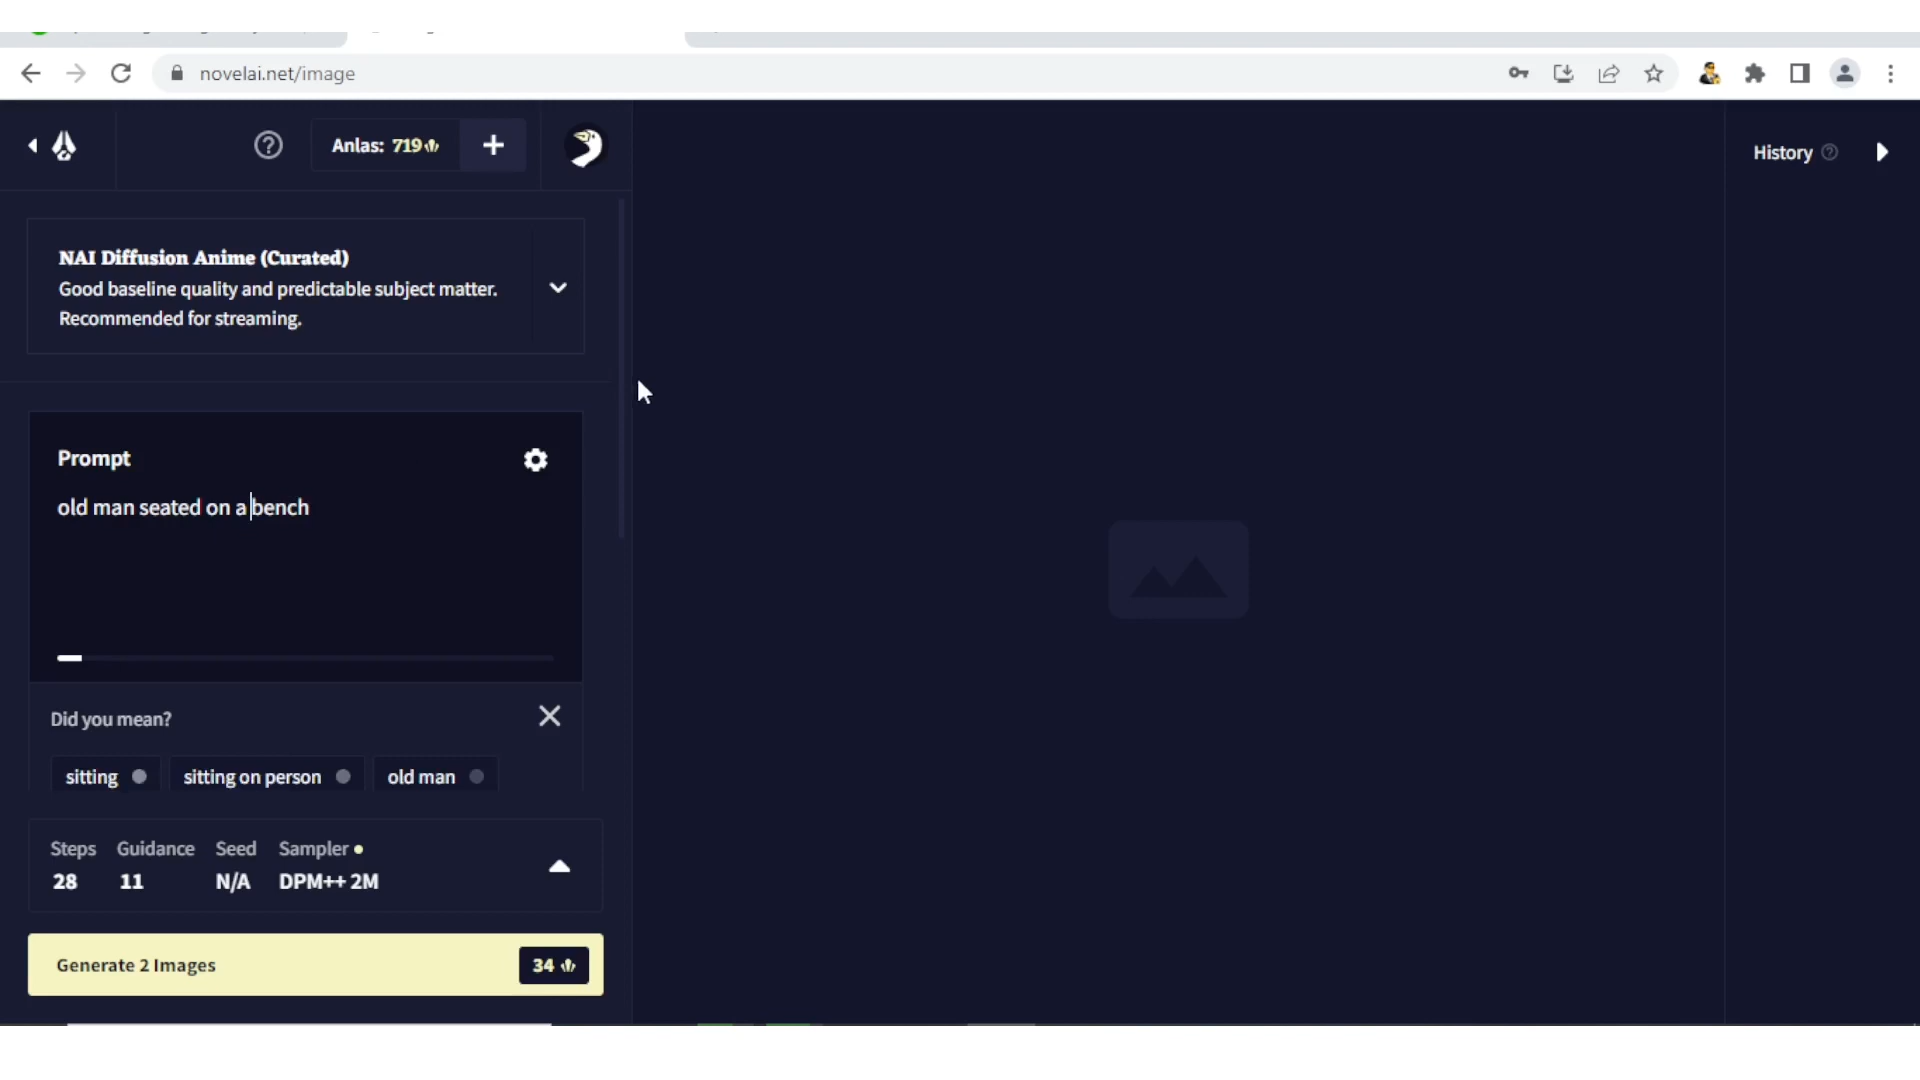 novelai.net/image
Anlas: 719
History
NAI Diffusion Anime (Curated)
Good baseline quality and predictable subject matter.
Recommended for streaming.
Prompt
old man seated on a bench
Did you mean?
sitting
sitting on person
old man
Steps Guidance Seed Sampler
28 11 N/A DPM++ 2M
Generate 2 Images 34